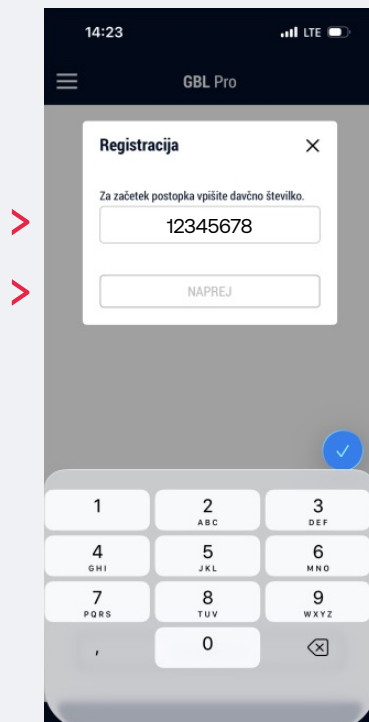 14:23 LTE
GBL Pro
Registracija
Za začetek postopka vpišite davčno številko.
12345678
NAPREJ
1 2 3
ABC DEF
4 5 6
GHI JKL MNO
7 8 9
PQRS TUV WXYZ
, 0